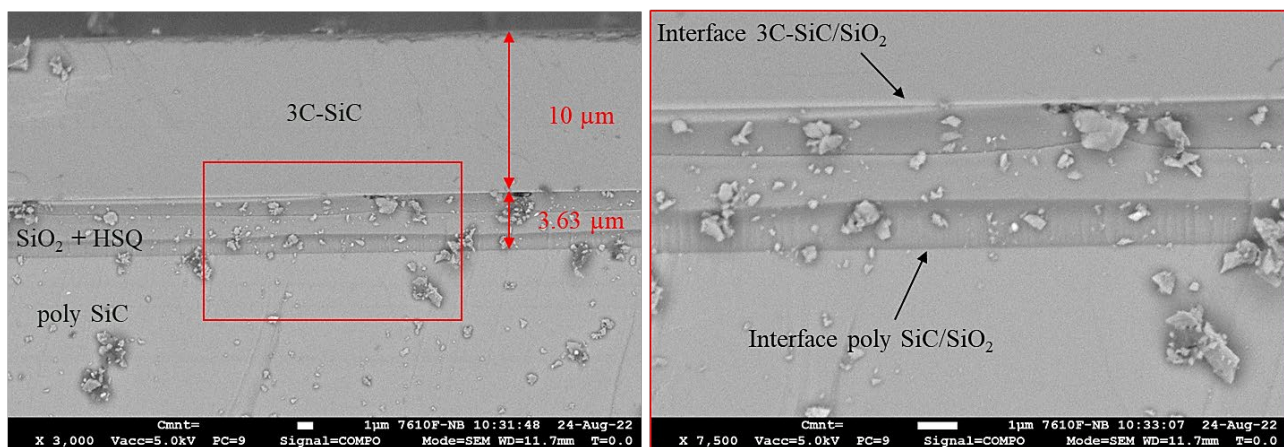 3C-SiC
10 µm
3.63 µm
SiO2 + HSQ
poly SiC
Cmnt= 1µm 7610F-NB 10:31:48 24-Aug-22
X 3,000 Vacc=5.0kV PC=9 Signal=COMPO Mode=SEM WD=11.7mm T=0.0
Interface 3C-SiC/SiO2
Interface poly SiC/SiO2
Cmnt= 1µm 7610F-NB 10:33:07 24-Aug-22
X 7,500 Vacc=5.0kV PC=9 Signal=COMPO Mode=SEM WD=11.7mm T=0.0